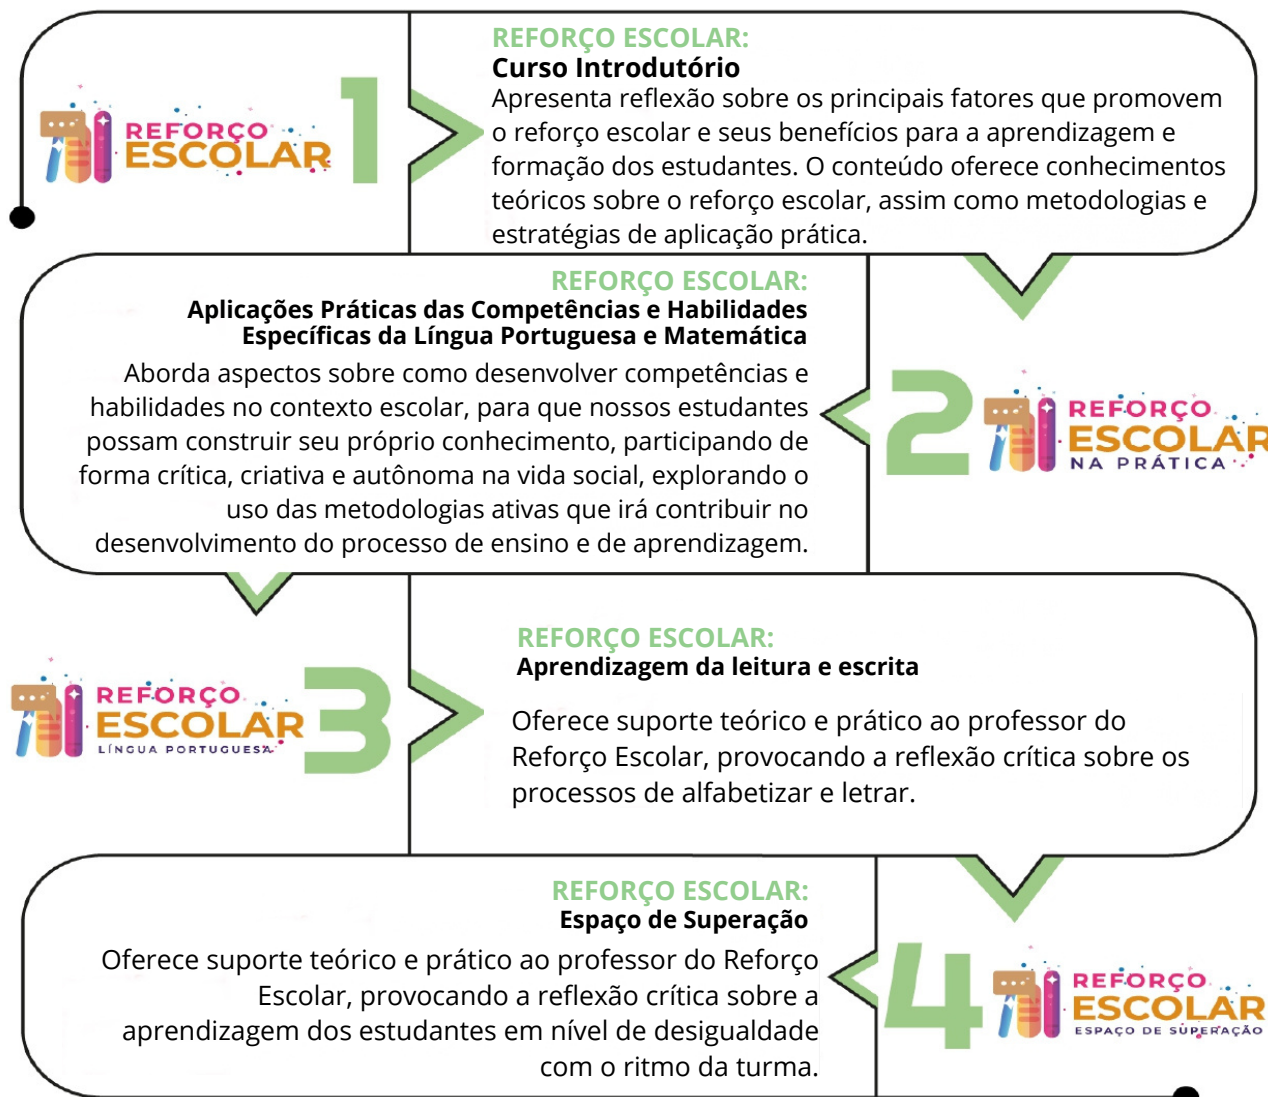 REFORÇO
ESCOLAR
1
REFORÇO ESCOLAR:
Curso Introdutório
Apresenta reflexão sobre os principais fatores que promovem
o reforço escolar e seus benefícios para a aprendizagem e
formação dos estudantes. O conteúdo oferece conhecimentos
teóricos sobre o reforço escolar, assim como metodologias e
estratégias de aplicação prática.
REFORÇO ESCOLAR:
Aplicações Práticas das Competências e Habilidades
Específicas da Língua Portuguesa e Matemática
Aborda aspectos sobre como desenvolver competências e
habilidades no contexto escolar, para que nossos estudantes
possam construir seu próprio conhecimento, participando de
forma crítica, criativa e autônoma na vida social, explorando o
uso das metodologias ativas que irá contribuir no
desenvolvimento do processo de ensino e de aprendizagem.
2
REFORÇO
ESCOLAR
NA PRÁTICA
REFORÇO
ESCOLAR
LÍNGUA PORTUGUESA
3
REFORÇO ESCOLAR:
Aprendizagem da leitura e escrita
Oferece suporte teórico e prático ao professor do
Reforço Escolar, provocando a reflexão crítica sobre os
processos de alfabetizar e letrar.
REFORÇO ESCOLAR:
Espaço de Superação
Oferece suporte teórico e prático ao professor do Reforço
Escolar, provocando a reflexão crítica sobre a
aprendizagem dos estudantes em nível de desigualdade
com o ritmo da turma.
4
REFORÇO
ESCOLAR
ESPAÇO DE SUPERAÇÃO